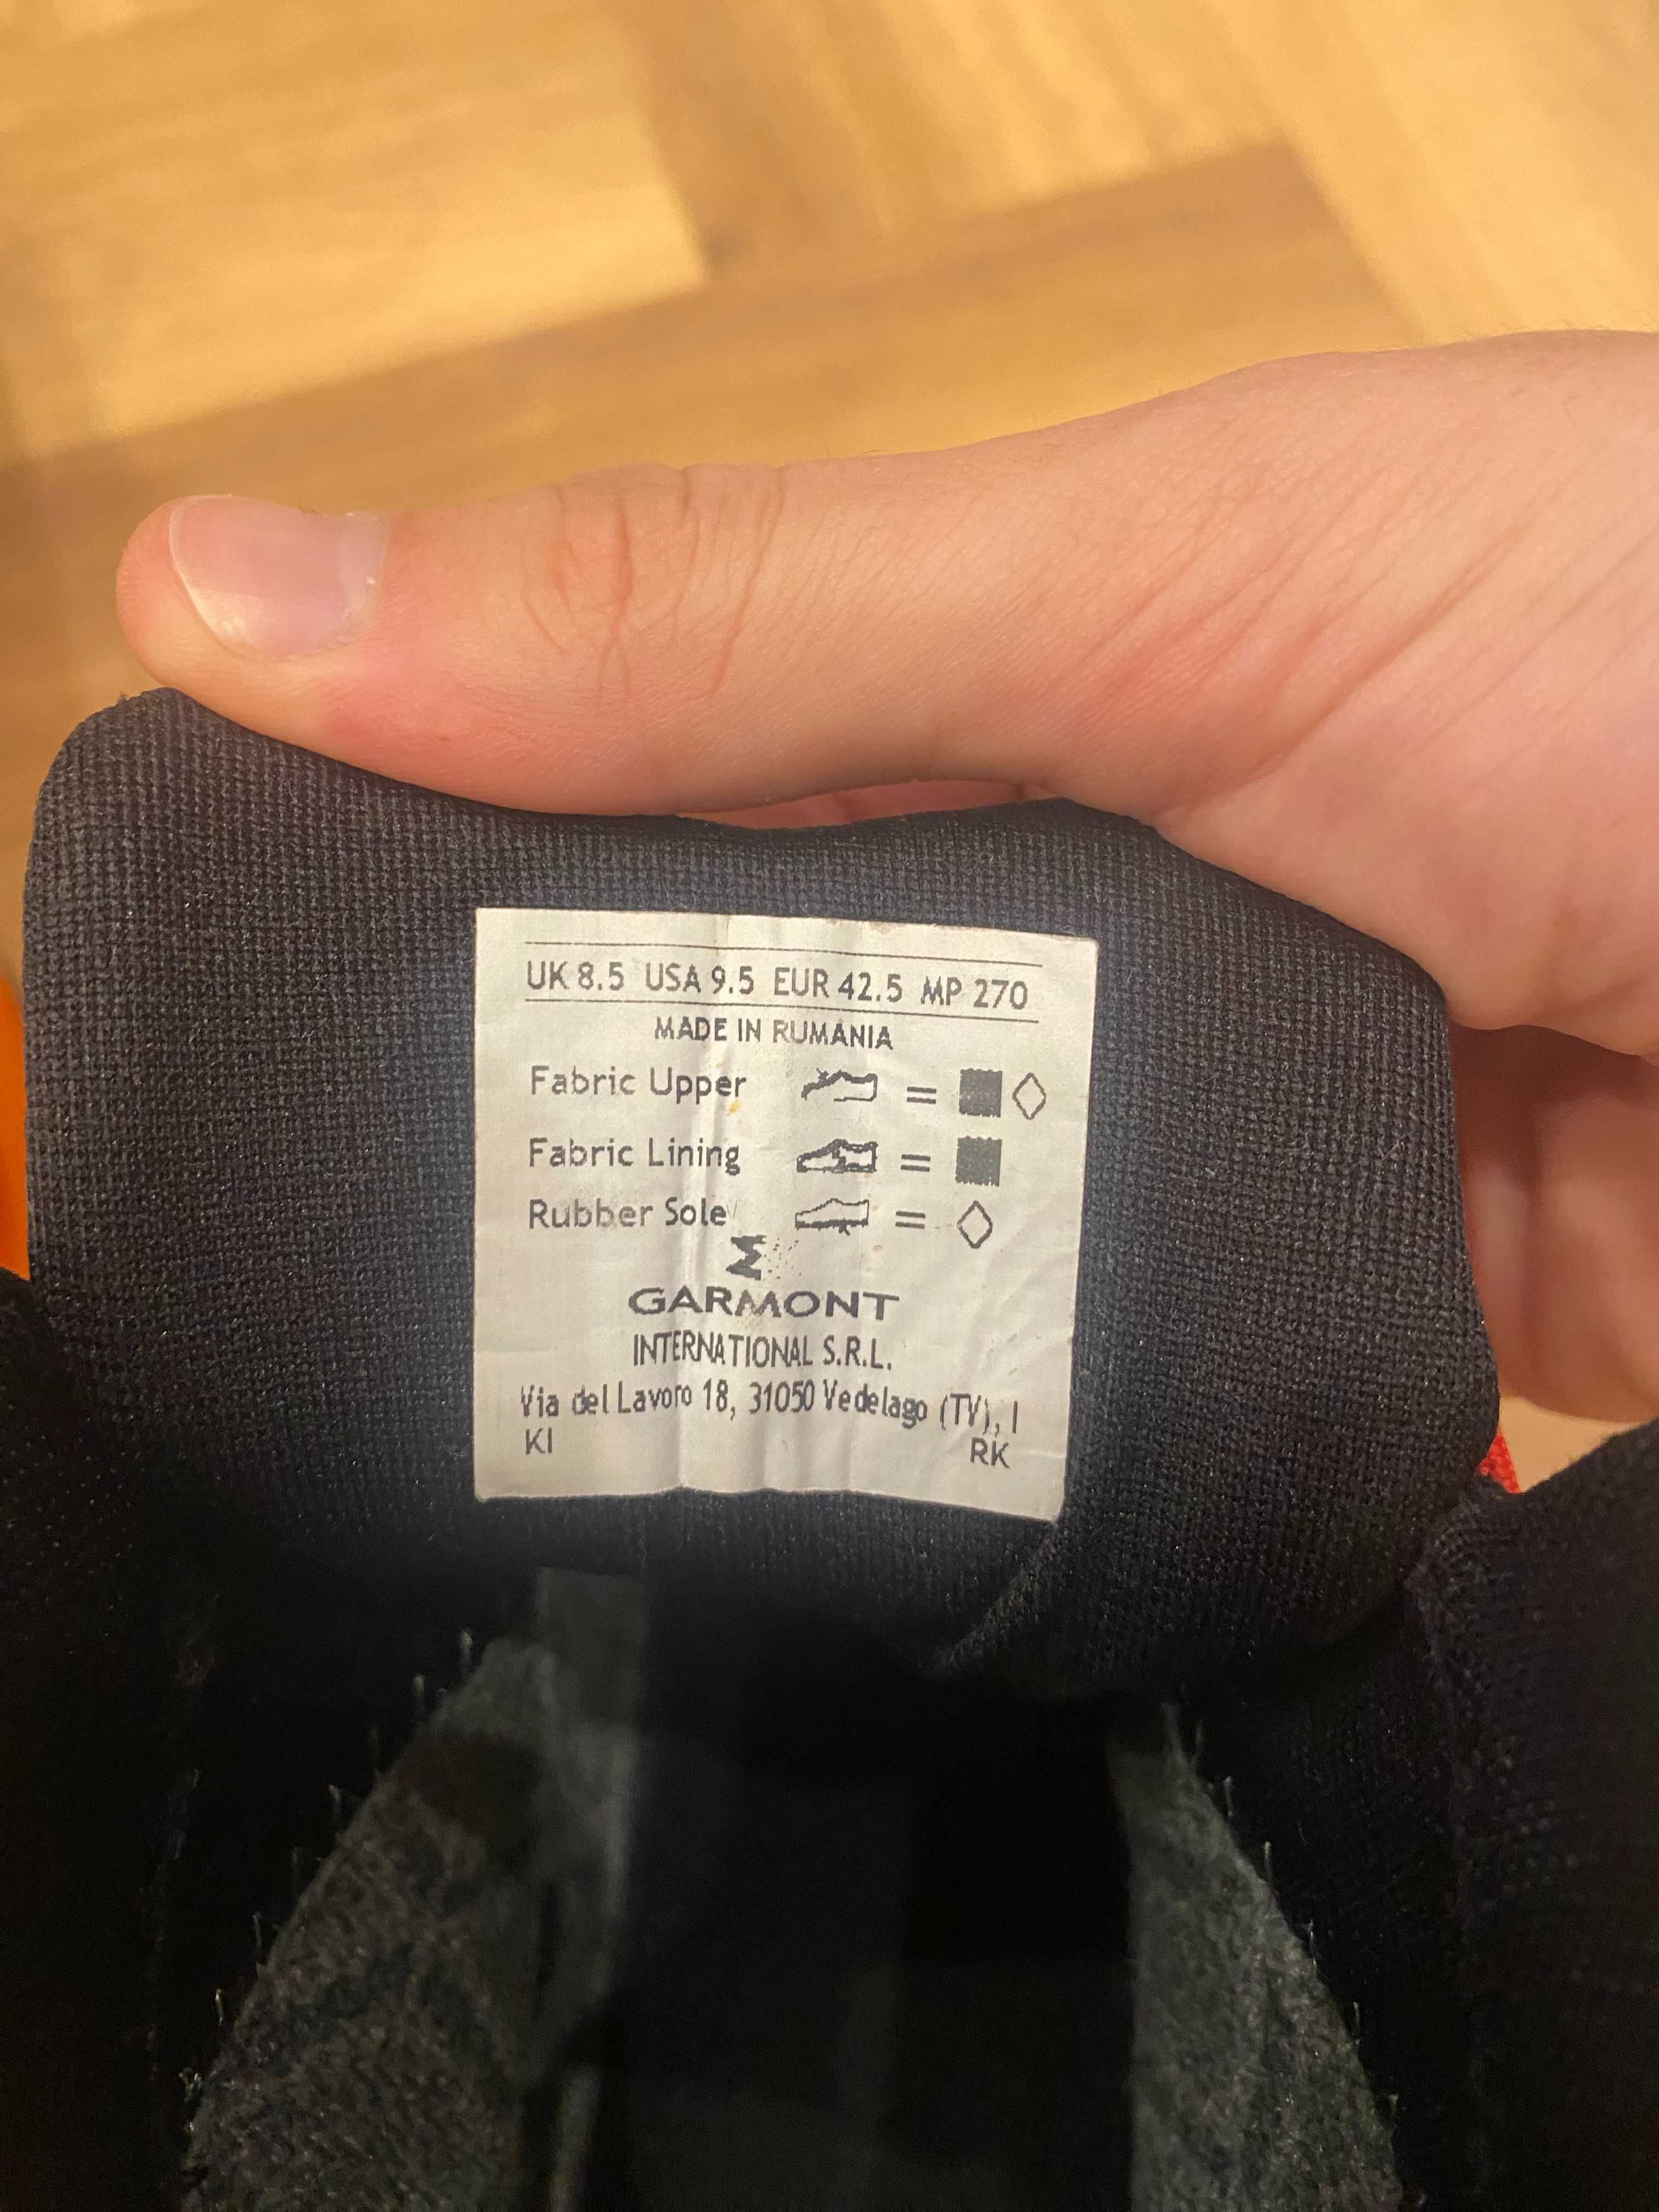 UK 8.5 USA 9.5 EUR 42.5 MP 270
MADE IN RUMANIA
Fabric Upper =
Fabric Lining =
Rubber Sole =
GARMONT
INTERNATIONAL S.R.L.
Via del Lavoro 18, 31050 Vedelago (TV), I
KI RK